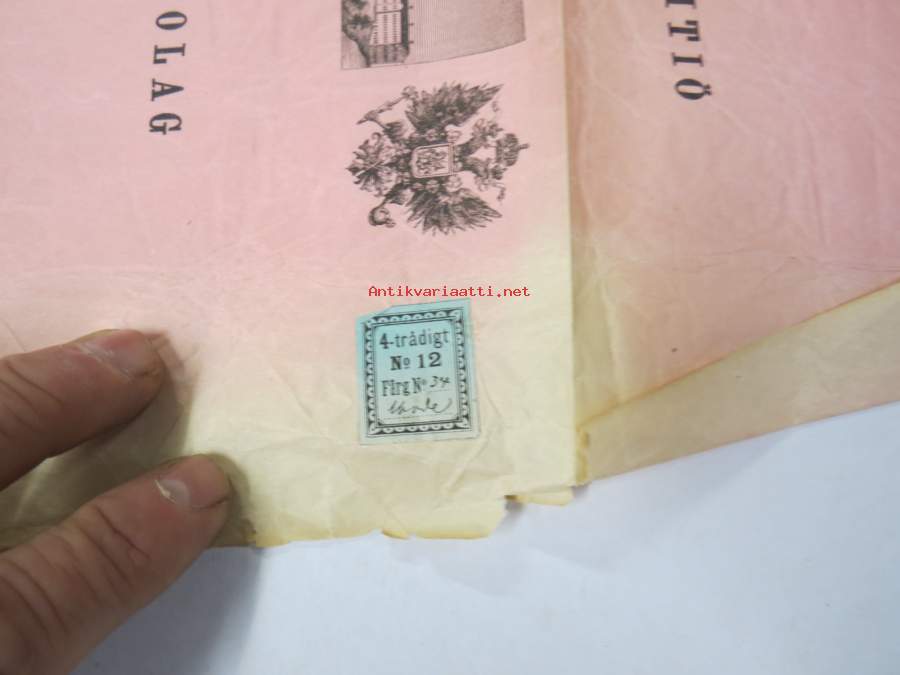 OLAG
ITIÖ
Antikvariaatti.net
4-trådigt
No 12
Färg No 34